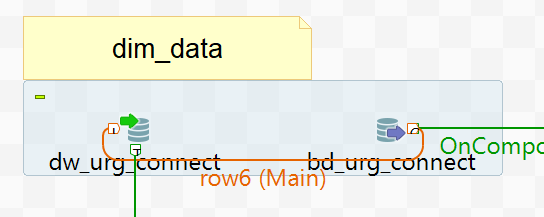 dim_data
dw_urg_connect
bd_urg_connect
OnCompo
row6 (Main)